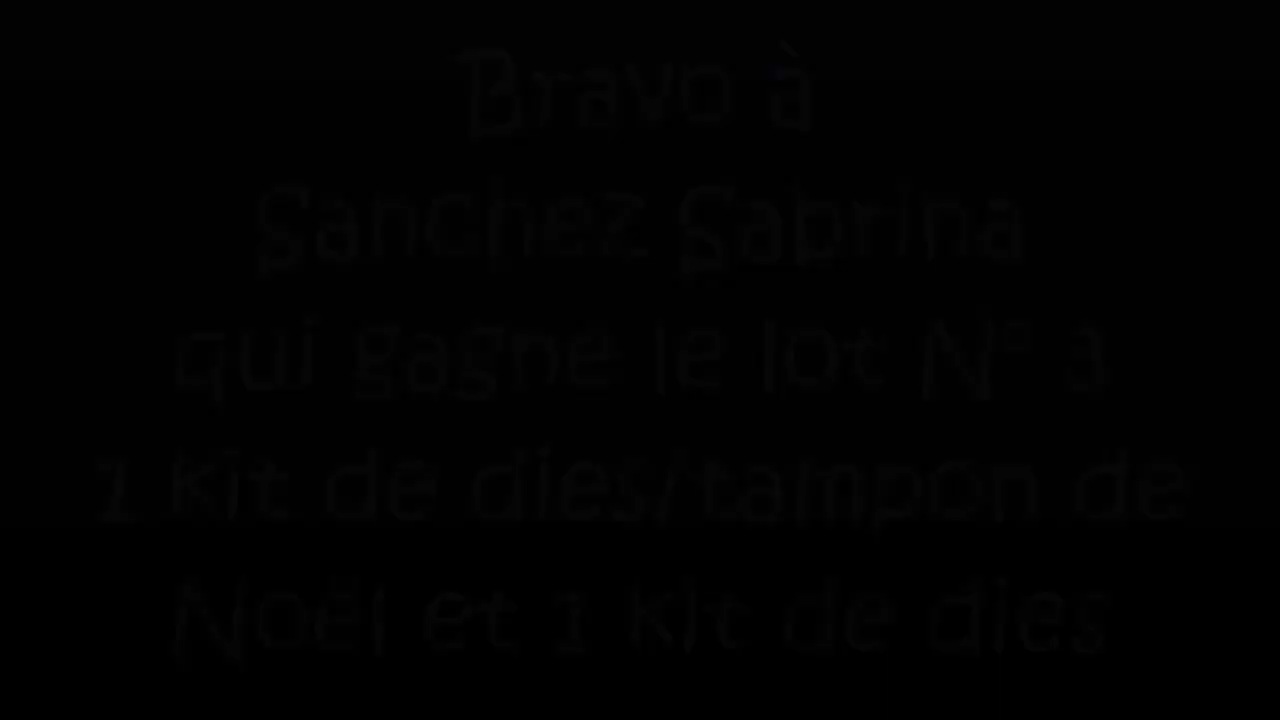 Bravo à
Sanchez Sabrina
qui gagne le lot N° 3
1 kit de dies/tampon de
Noël et 1 kit de dies